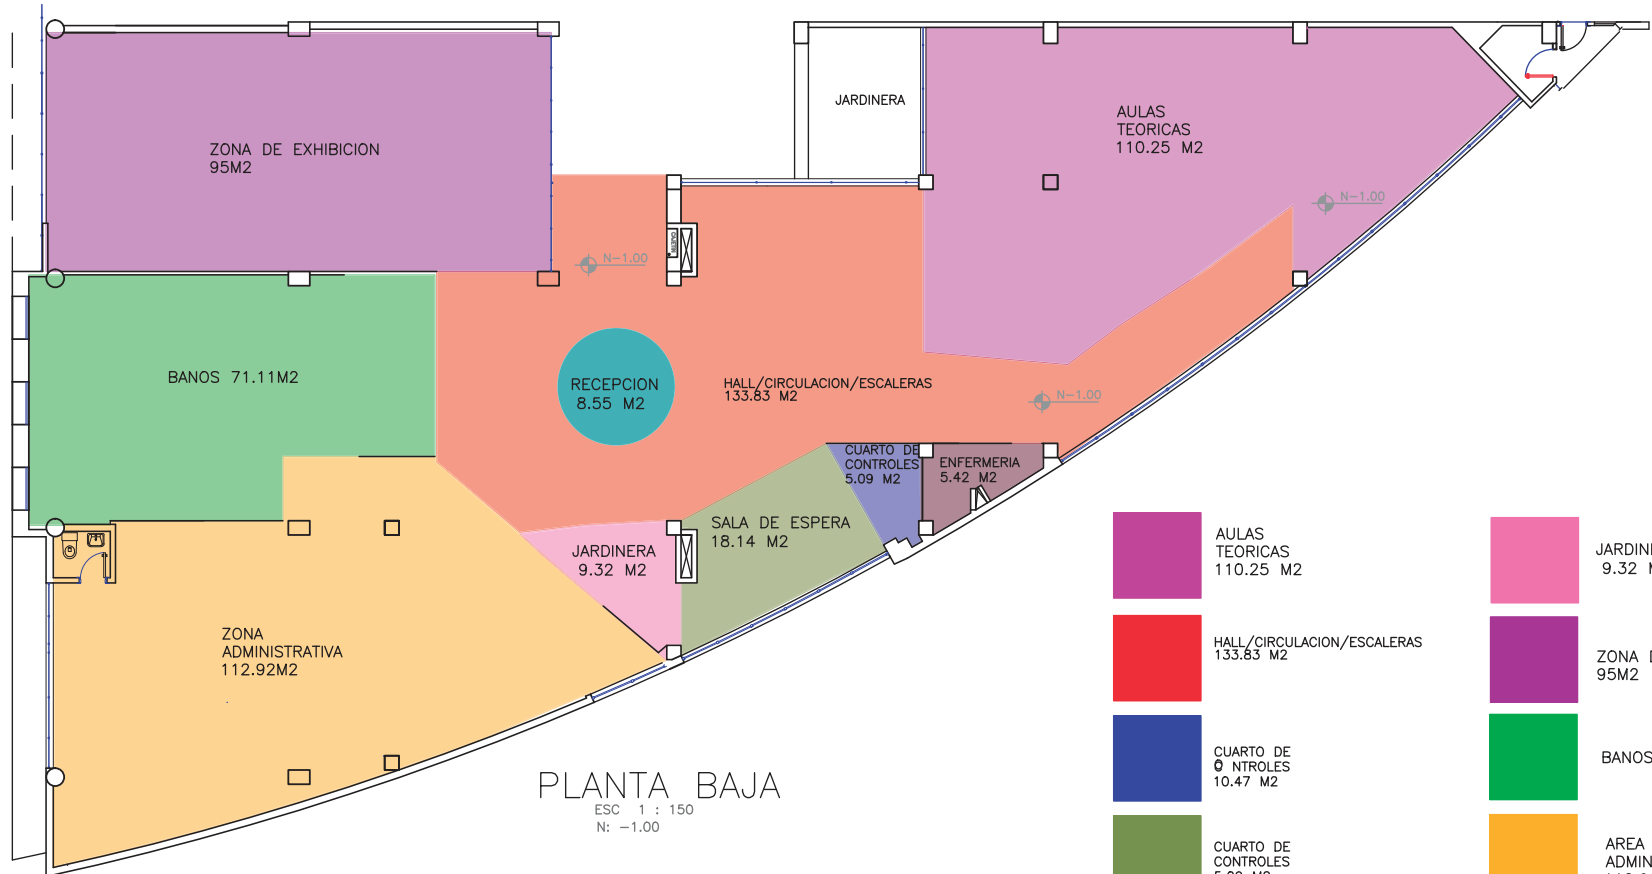 JARDINERA
AULAS
TEORICAS
110.25 M2
ZONA DE EXHIBICION
95M2
N-1.00
N-1.00
BANOS 71.11M2
RECEPCION
8.55 M2
HALL/CIRCULACION/ESCALERAS
133.83 M2
N-1.00
CUARTO DE
CONTROLES
5.09 M2
ENFERMERIA
5.42 M2
SALA DE ESPERA
18.14 M2
JARDINERA
9.32 M2
ZONA
ADMINISTRATIVA
112.92M2
PLANTA BAJA
ESC 1 : 150
N: -1.00
AULAS
TEORICAS
110.25 M2
HALL/CIRCULACION/ESCALERAS
133.83 M2
CUARTO DE
O NTROLES
10.47 M2
CUARTO DE
CONTROLES
JARDIN
9.32
ZONA
95M2
BANOS
AREA
ADMIN